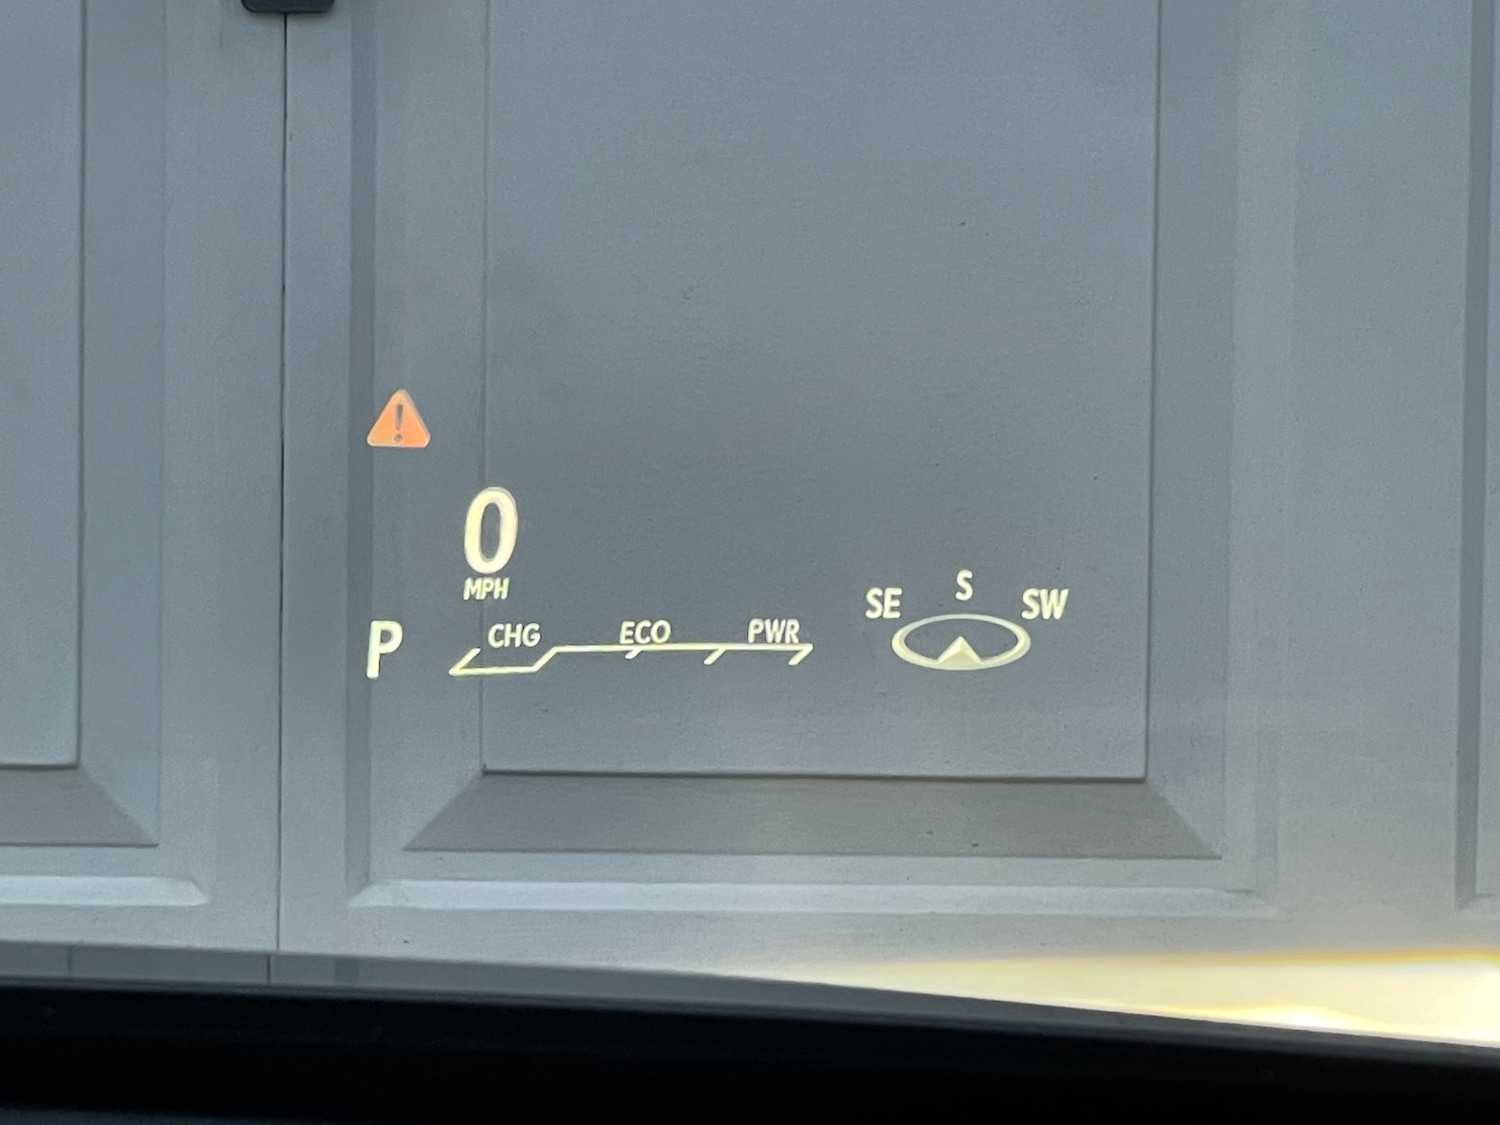 !
0
MPH
P
CHG ECO PWR
SE S SW